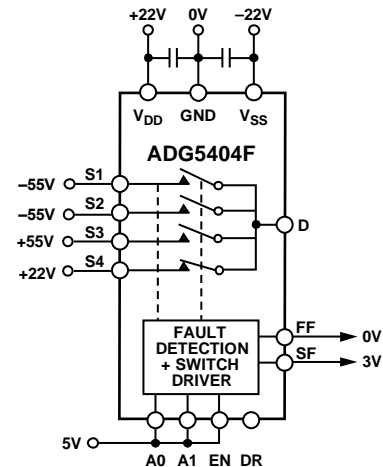 +22V 0V –22V
VDD GND VSS
ADG5404F
–55V S1
–55V S2
D
+55V S3
+22V S4
FAULT
DETECTION
+ SWITCH
DRIVER
FF 0V
SF 3V
5V
A0 A1 EN DR